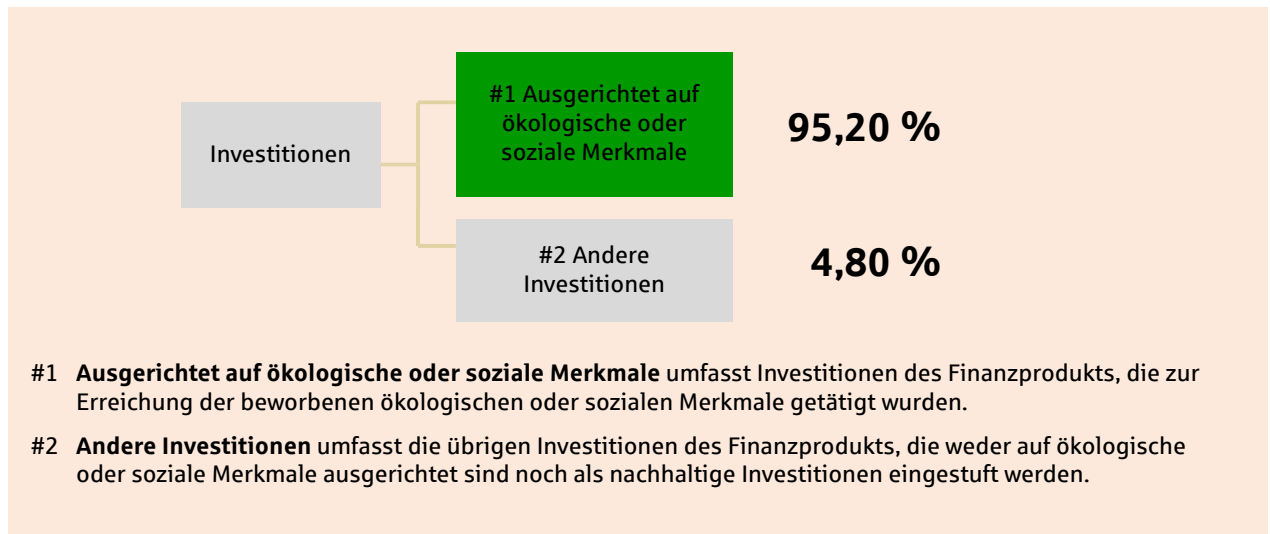 Investitionen
#1 Ausgerichtet auf
ökologische oder
soziale Merkmale
95,20 %
#2 Andere
Investitionen
4,80 %
#1 Ausgerichtet auf ökologische oder soziale Merkmale umfasst Investitionen des Finanzprodukts, die zur
Erreichung der beworbenen ökologischen oder sozialen Merkmale getätigt wurden.
#2 Andere Investitionen umfasst die übrigen Investitionen des Finanzprodukts, die weder auf ökologische
oder soziale Merkmale ausgerichtet sind noch als nachhaltige Investitionen eingestuft werden.